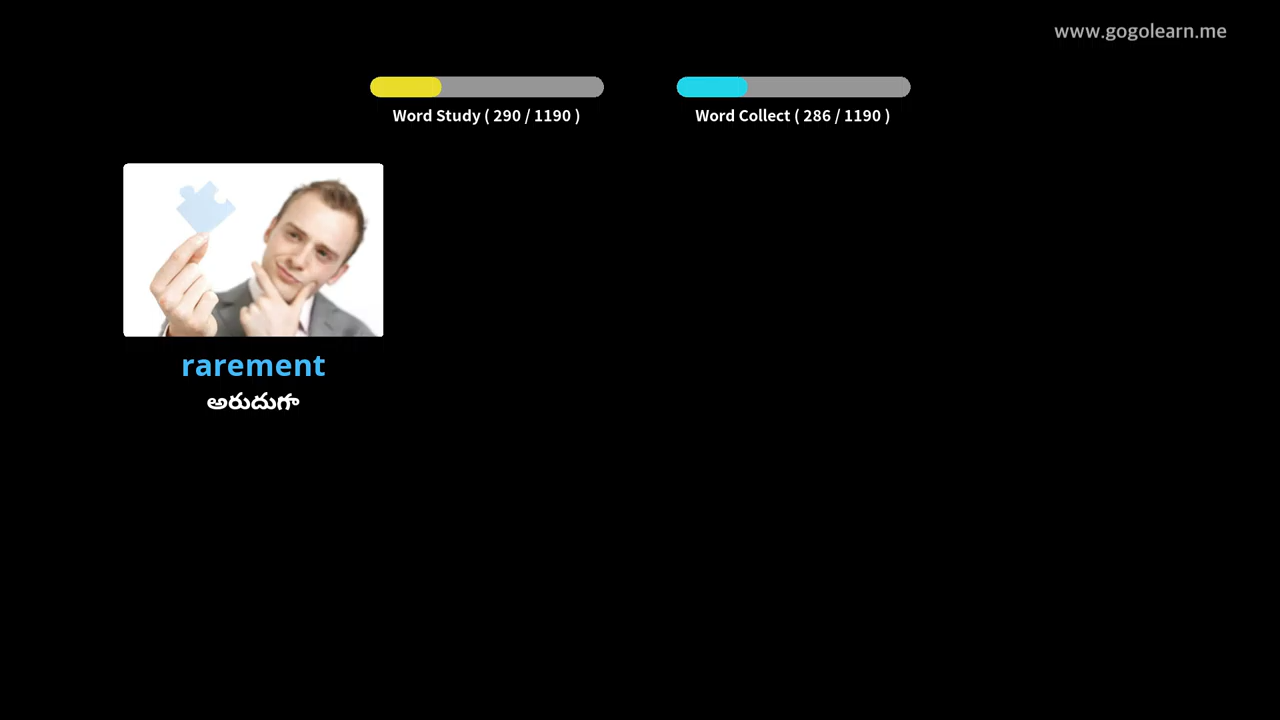 www.gogolearn.me
Word Study ( 290 / 1190 )
Word Collect ( 286 / 1190 )
rarement
అరుదుగా